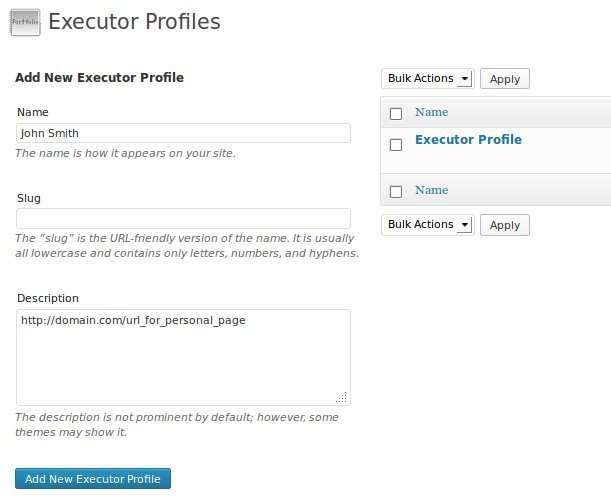 Portfolio
Executor Profiles
Add New Executor Profile
Name
John Smith
The name is how it appears on your site.
Slug
The “slug” is the URL-friendly version of the name. It is usually
all lowercase and contains only letters, numbers, and hyphens.
Description
http://domain.com/url_for_personal_page
The description is not prominent by default; however, some
themes may show it.
Add New Executor Profile
Bulk Actions Apply
Name
Executor Profile
Name
Bulk Actions Apply